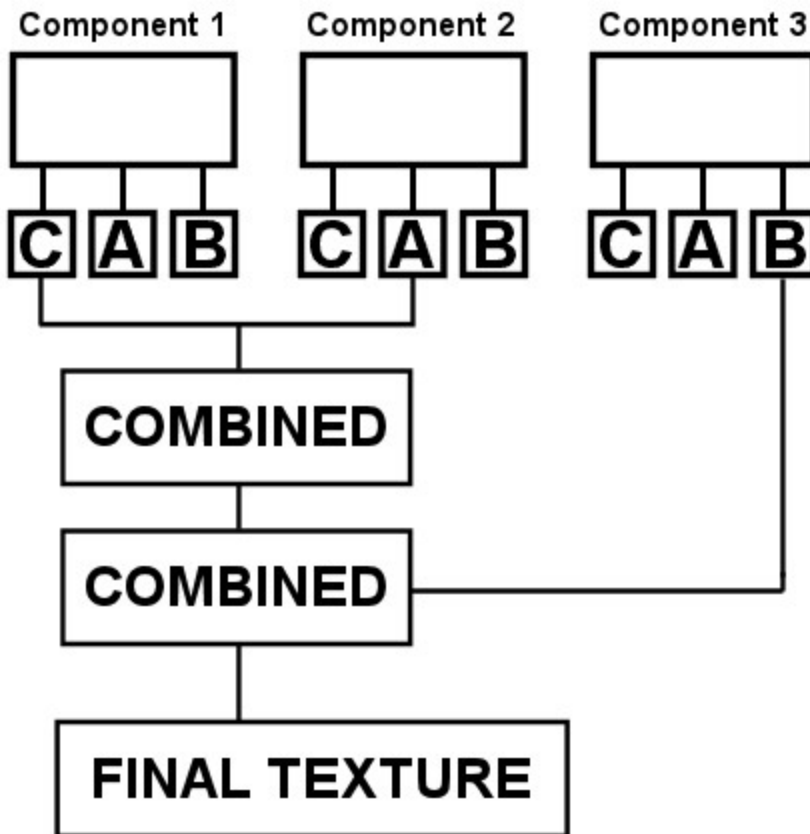 Component 1 Component 2 Component 3
C A B C A B C A B
COMBINED
COMBINED
FINAL TEXTURE